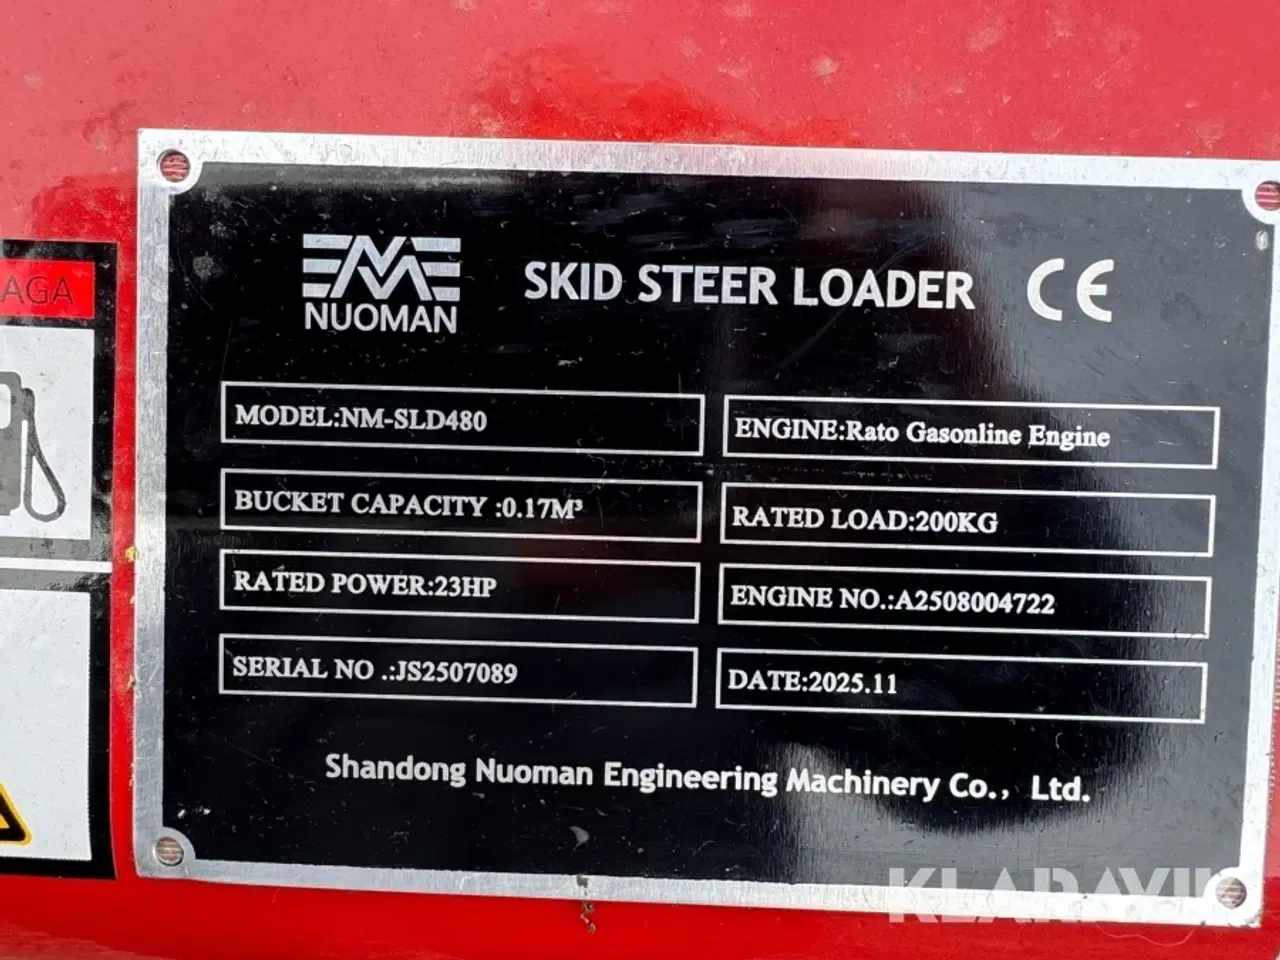 AGA
NUOMAN
SKID STEER LOADER CE
MODEL:NM-SLD480
ENGINE:Rato Gasonline Engine
BUCKET CAPACITY :0.17M³
RATED LOAD:200KG
RATED POWER:23HP
ENGINE NO.:A2508004722
SERIAL NO .:JS2507089
DATE:2025.11
Shandong Nuoman Engineering Machinery Co., Ltd.
KLARAVIK